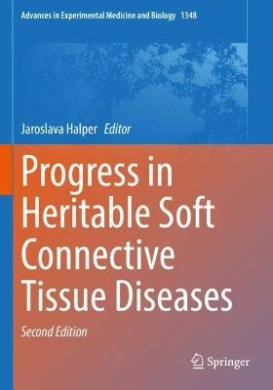 Advances in Experimental Medicine and Biology 1348
Jaroslava Halper Editor
Progress in
Heritable Soft
Connective
Tissue Diseases
Second Edition
Springer